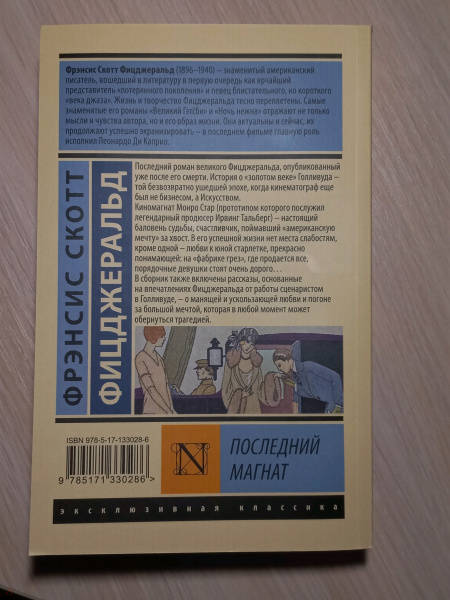 Фрэнсис Скотт Фицджеральд (1896–1940) – знаменитый американский
писатель, вошедший в литературу в первую очередь как ярчайший
представитель «потерянного поколения» и певец блистательного, но короткого
«века джаза». Жизнь и творчество Фицджеральда тесно переплетены. Самые
знаменитые его романы «Великий Гэтсби» и «Ночь нежна» отражают не только
мысли и чувства автора, но и его образ жизни. Они актуальны и сейчас, их
продолжают успешно экранизировать – в последнем фильме главную роль
исполнил Леонардо Ди Каприо.
Последний роман великого Фицджеральда, опубликованный
уже после его смерти. История о «золотом веке» Голливуда –
той безвозвратно ушедшей эпохе, когда кинематограф еще
был не бизнесом, а Искусством.
Киномагнат Монро Стар (прототипом которого послужил
легендарный продюсер Ирвинг Тальберг) – настоящий
баловень судьбы, счастливчик, поймавший «американскую
мечту» за хвост. В его успешной жизни нет места слабостям,
кроме одной – любви к юной старлетке, прекрасно
понимающей: на «фабрике грез», где продается все,
порядочные девушки стоят очень дорого…
В сборник также включены рассказы, основанные
на впечатлениях Фицджеральда от работы сценаристом
в Голливуде, – о манящей и ускользающей любви и погоне
за большой мечтой, которая в любой момент может
обернуться трагедией.
ФРЭНСИС СКОТТ
ФИЦДЖЕРАЛЬД
ISBN 978-5-17-133028-6
9 785171 330286 >
N
ПОСЛЕДНИЙ
МАГНАТ
эксклюзивная классика